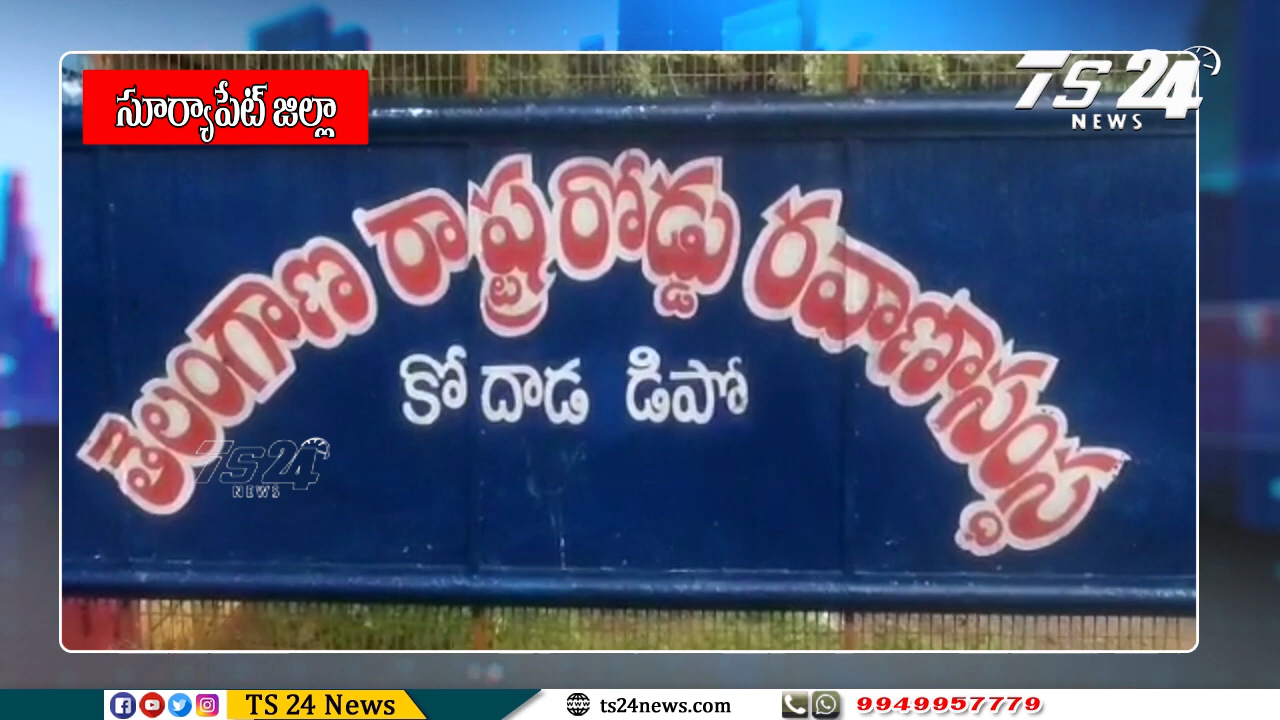 సూర్యాపేట్ జిల్లా
TS 24
NEWS
తెలంగాణ రాష్ట్ర రోడ్డు రవాణా సంస్థ
కోదాడ డిపో
TS 24
NEWS
TS 24 News
ts24news.com
9949957779